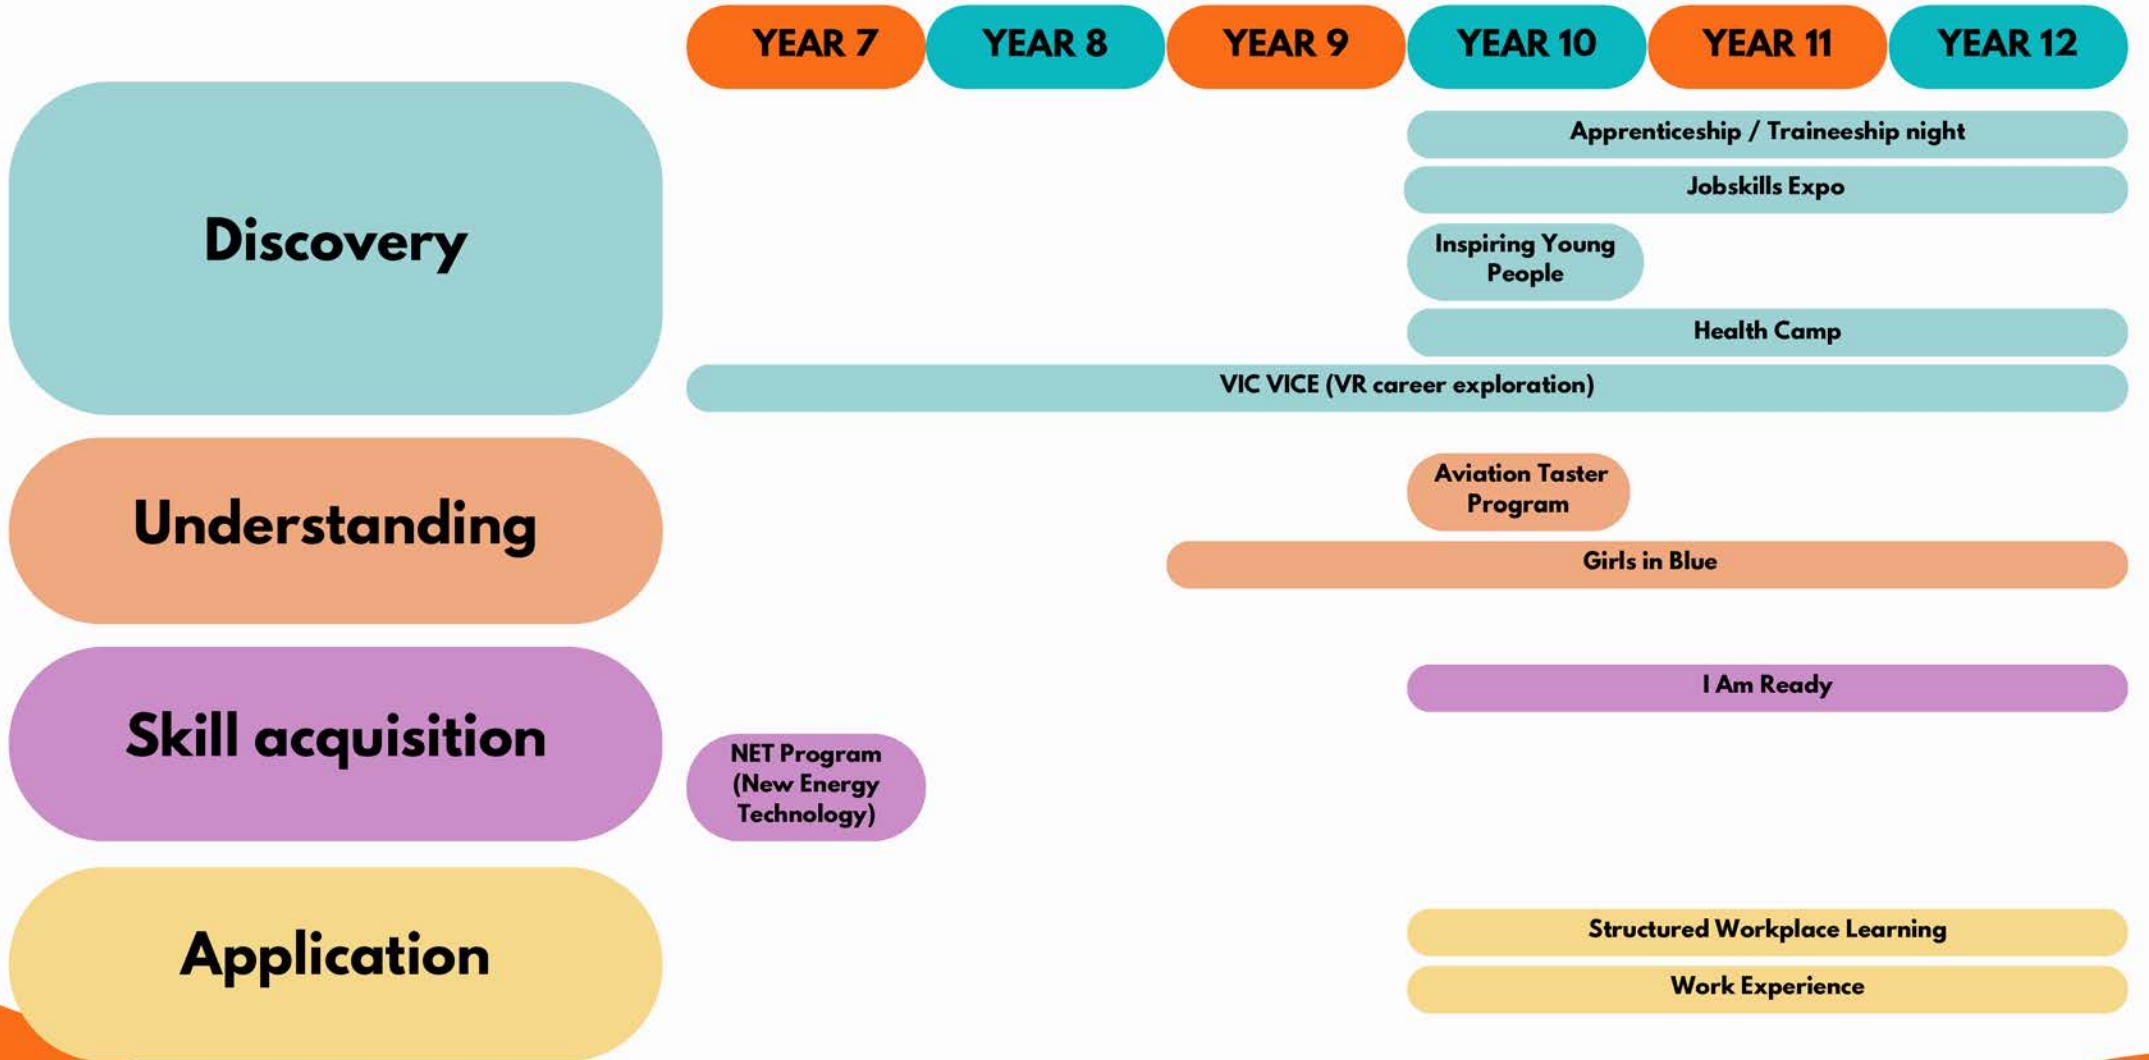 YEAR 7 YEAR 8 YEAR 9 YEAR 10 YEAR 11 YEAR 12
Discovery
Apprenticeship / Traineeship night
Jobskills Expo
Inspiring Young
People
Health Camp
VIC VICE (VR career exploration)
Understanding
Aviation Taster
Program
Girls in Blue
Skill acquisition
I Am Ready
NET Program
(New Energy
Technology)
Application
Structured Workplace Learning
Work Experience